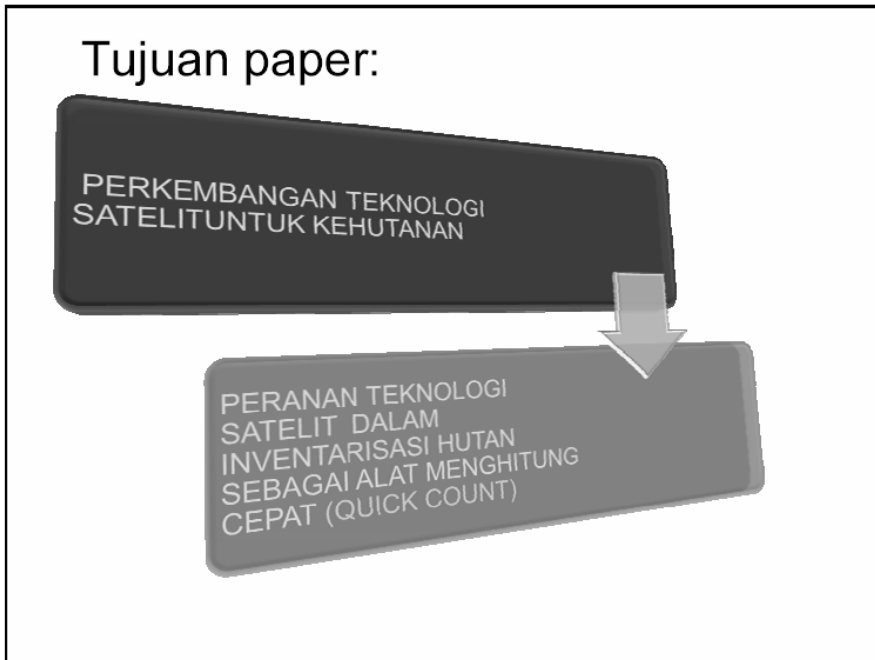 Tujuan paper:
PERKEMBANGAN TEKNOLOGI
SATELITUNTUK KEHUTANAN
PERANAN TEKNOLOGI
SATELIT DALAM
INVENTARISASI HUTAN
SEBAGAI ALAT MENGHITUNG
CEPAT (QUICK COUNT)